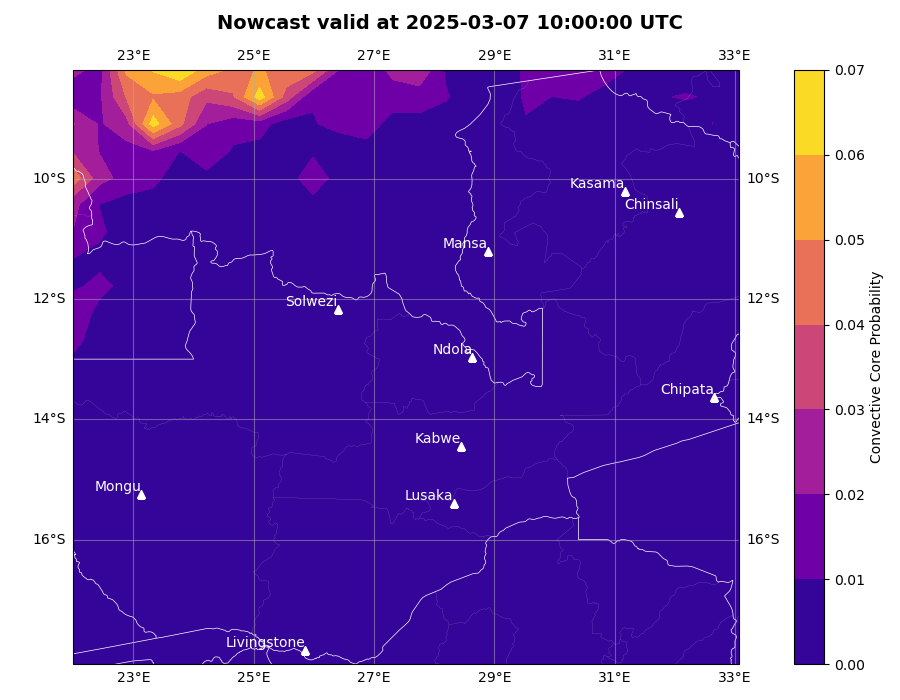 Nowcast valid at 2025-03-07 10:00:00 UTC
23°E 25°E 27°E 29°E 31°E 33°E
0.07
0.06
10°S Kasama 10°S
Chinsali
0.05
Mansa
12°S Solwezi 12°S
0.04
Ndola
Chipata
0.03
14°S 14°S
Kabwe
Mongu
Lusaka
0.02
16°S 16°S
0.01
Livingstone
0.00
23°E 25°E 27°E 29°E 31°E 33°E
Convective Core Probability